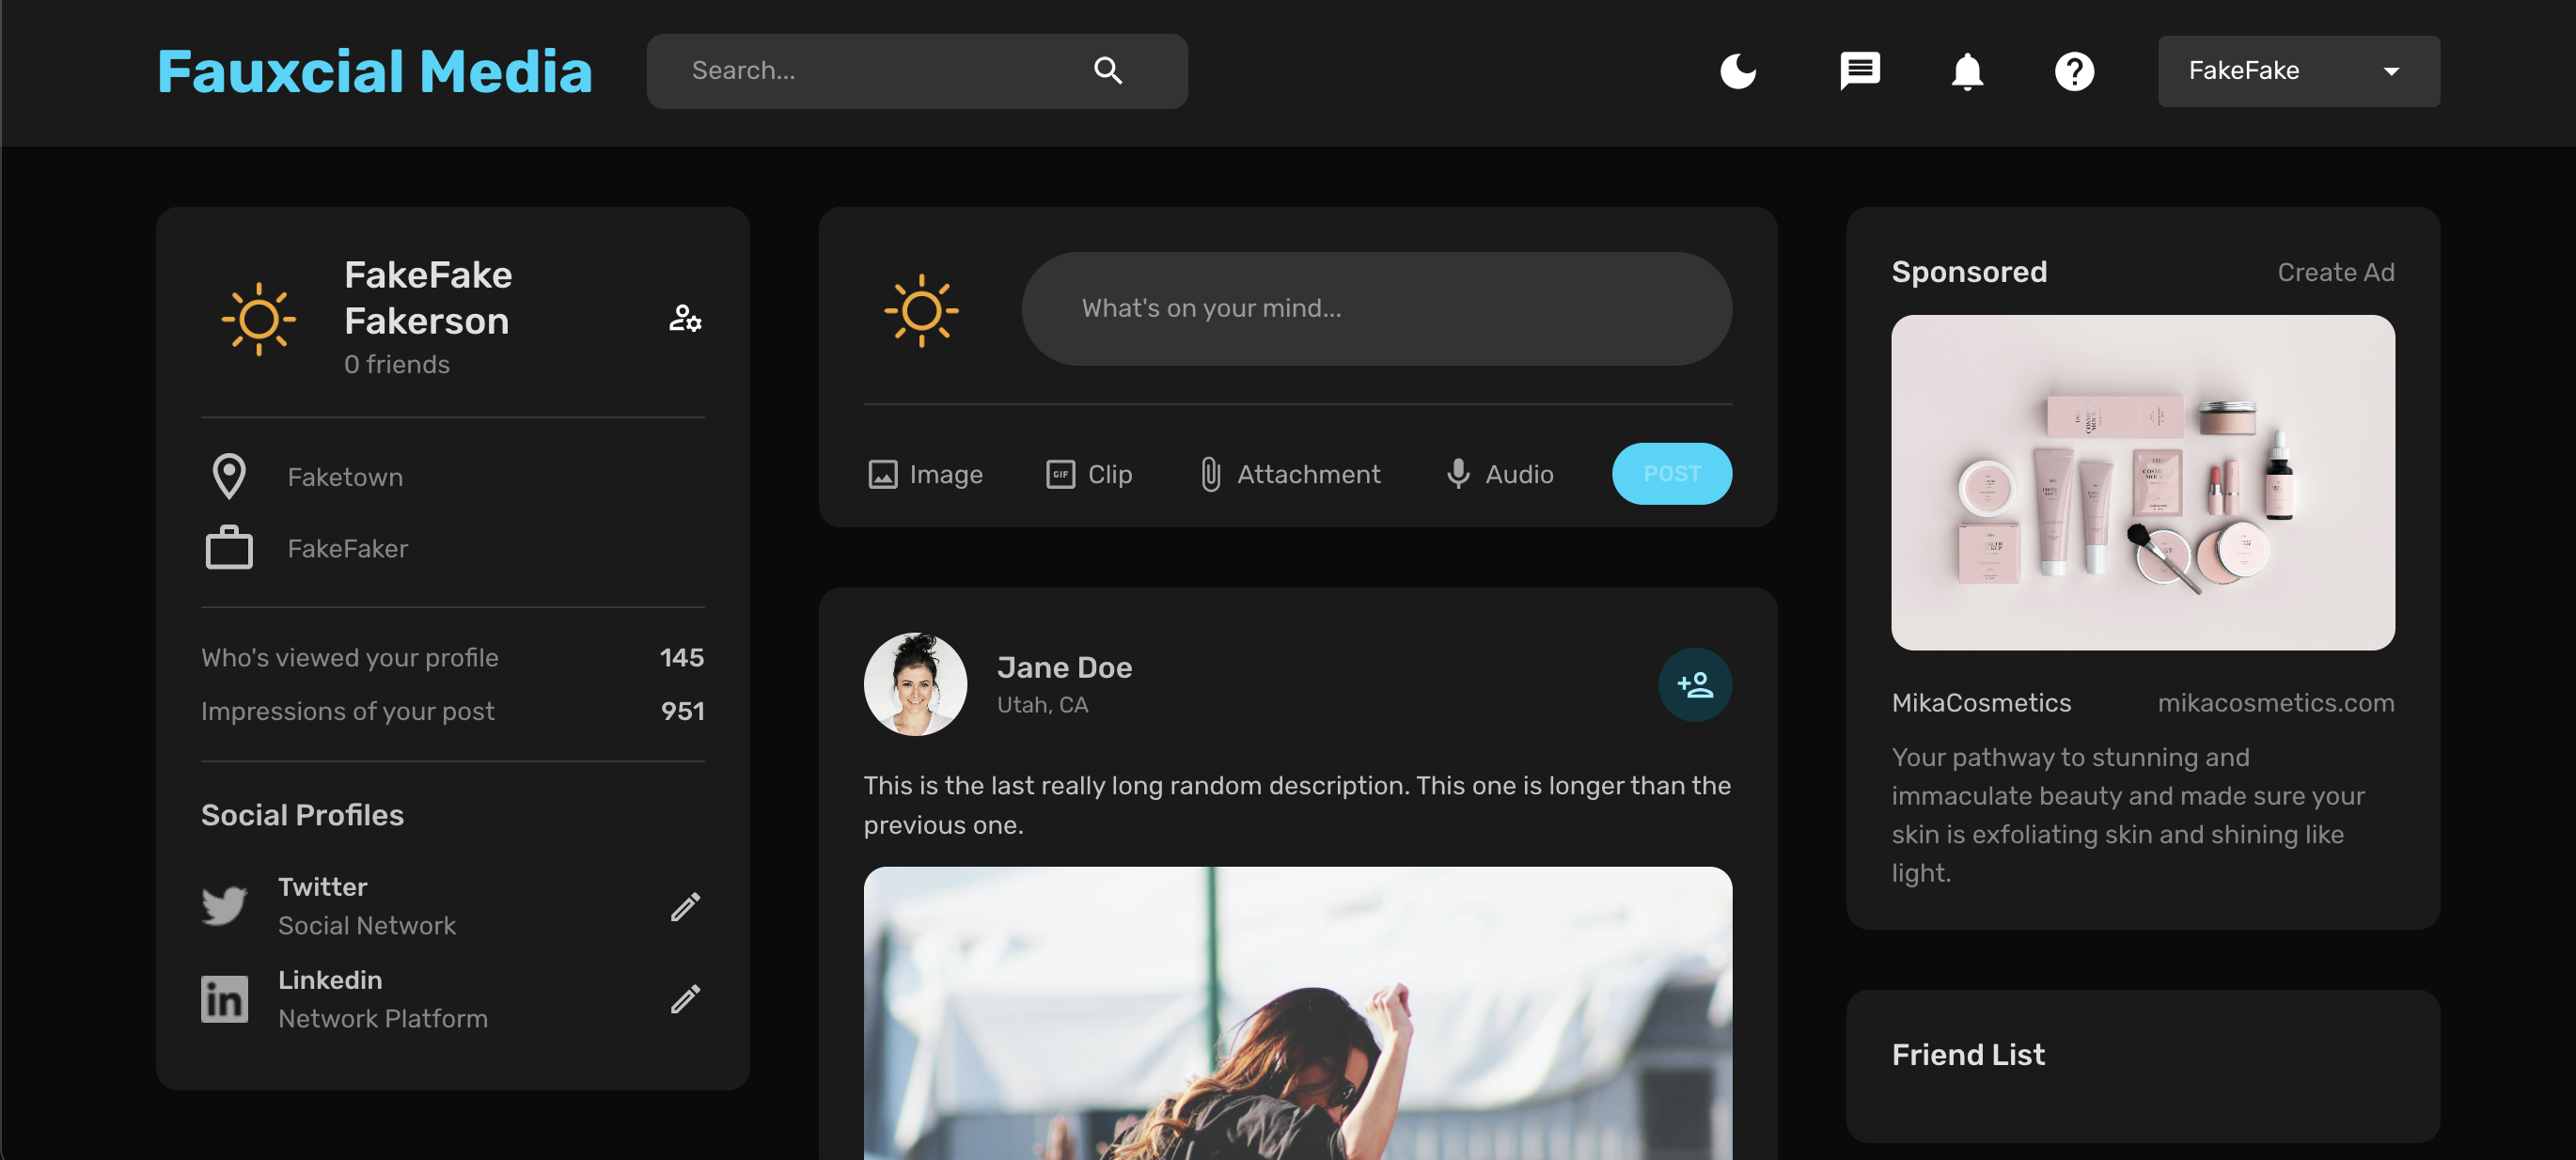 Fauxcial Media
Search...
FakeFake
FakeFake
Fakerson
0 friends
Faketown
FakeFaker
Who's viewed your profile 145
Impressions of your post 951
Social Profiles
Twitter
Social Network
in
Linkedin
Network Platform
What's on your mind...
Image
GIF Clip
Attachment
Audio
POST
Jane Doe
Utah, CA
This is the last really long random description. This one is longer than the
previous one.
Sponsored Create Ad
MikaCosmetics mikacosmetics.com
Your pathway to stunning and
immaculate beauty and made sure your
skin is exfoliating skin and shining like
light.
Friend List